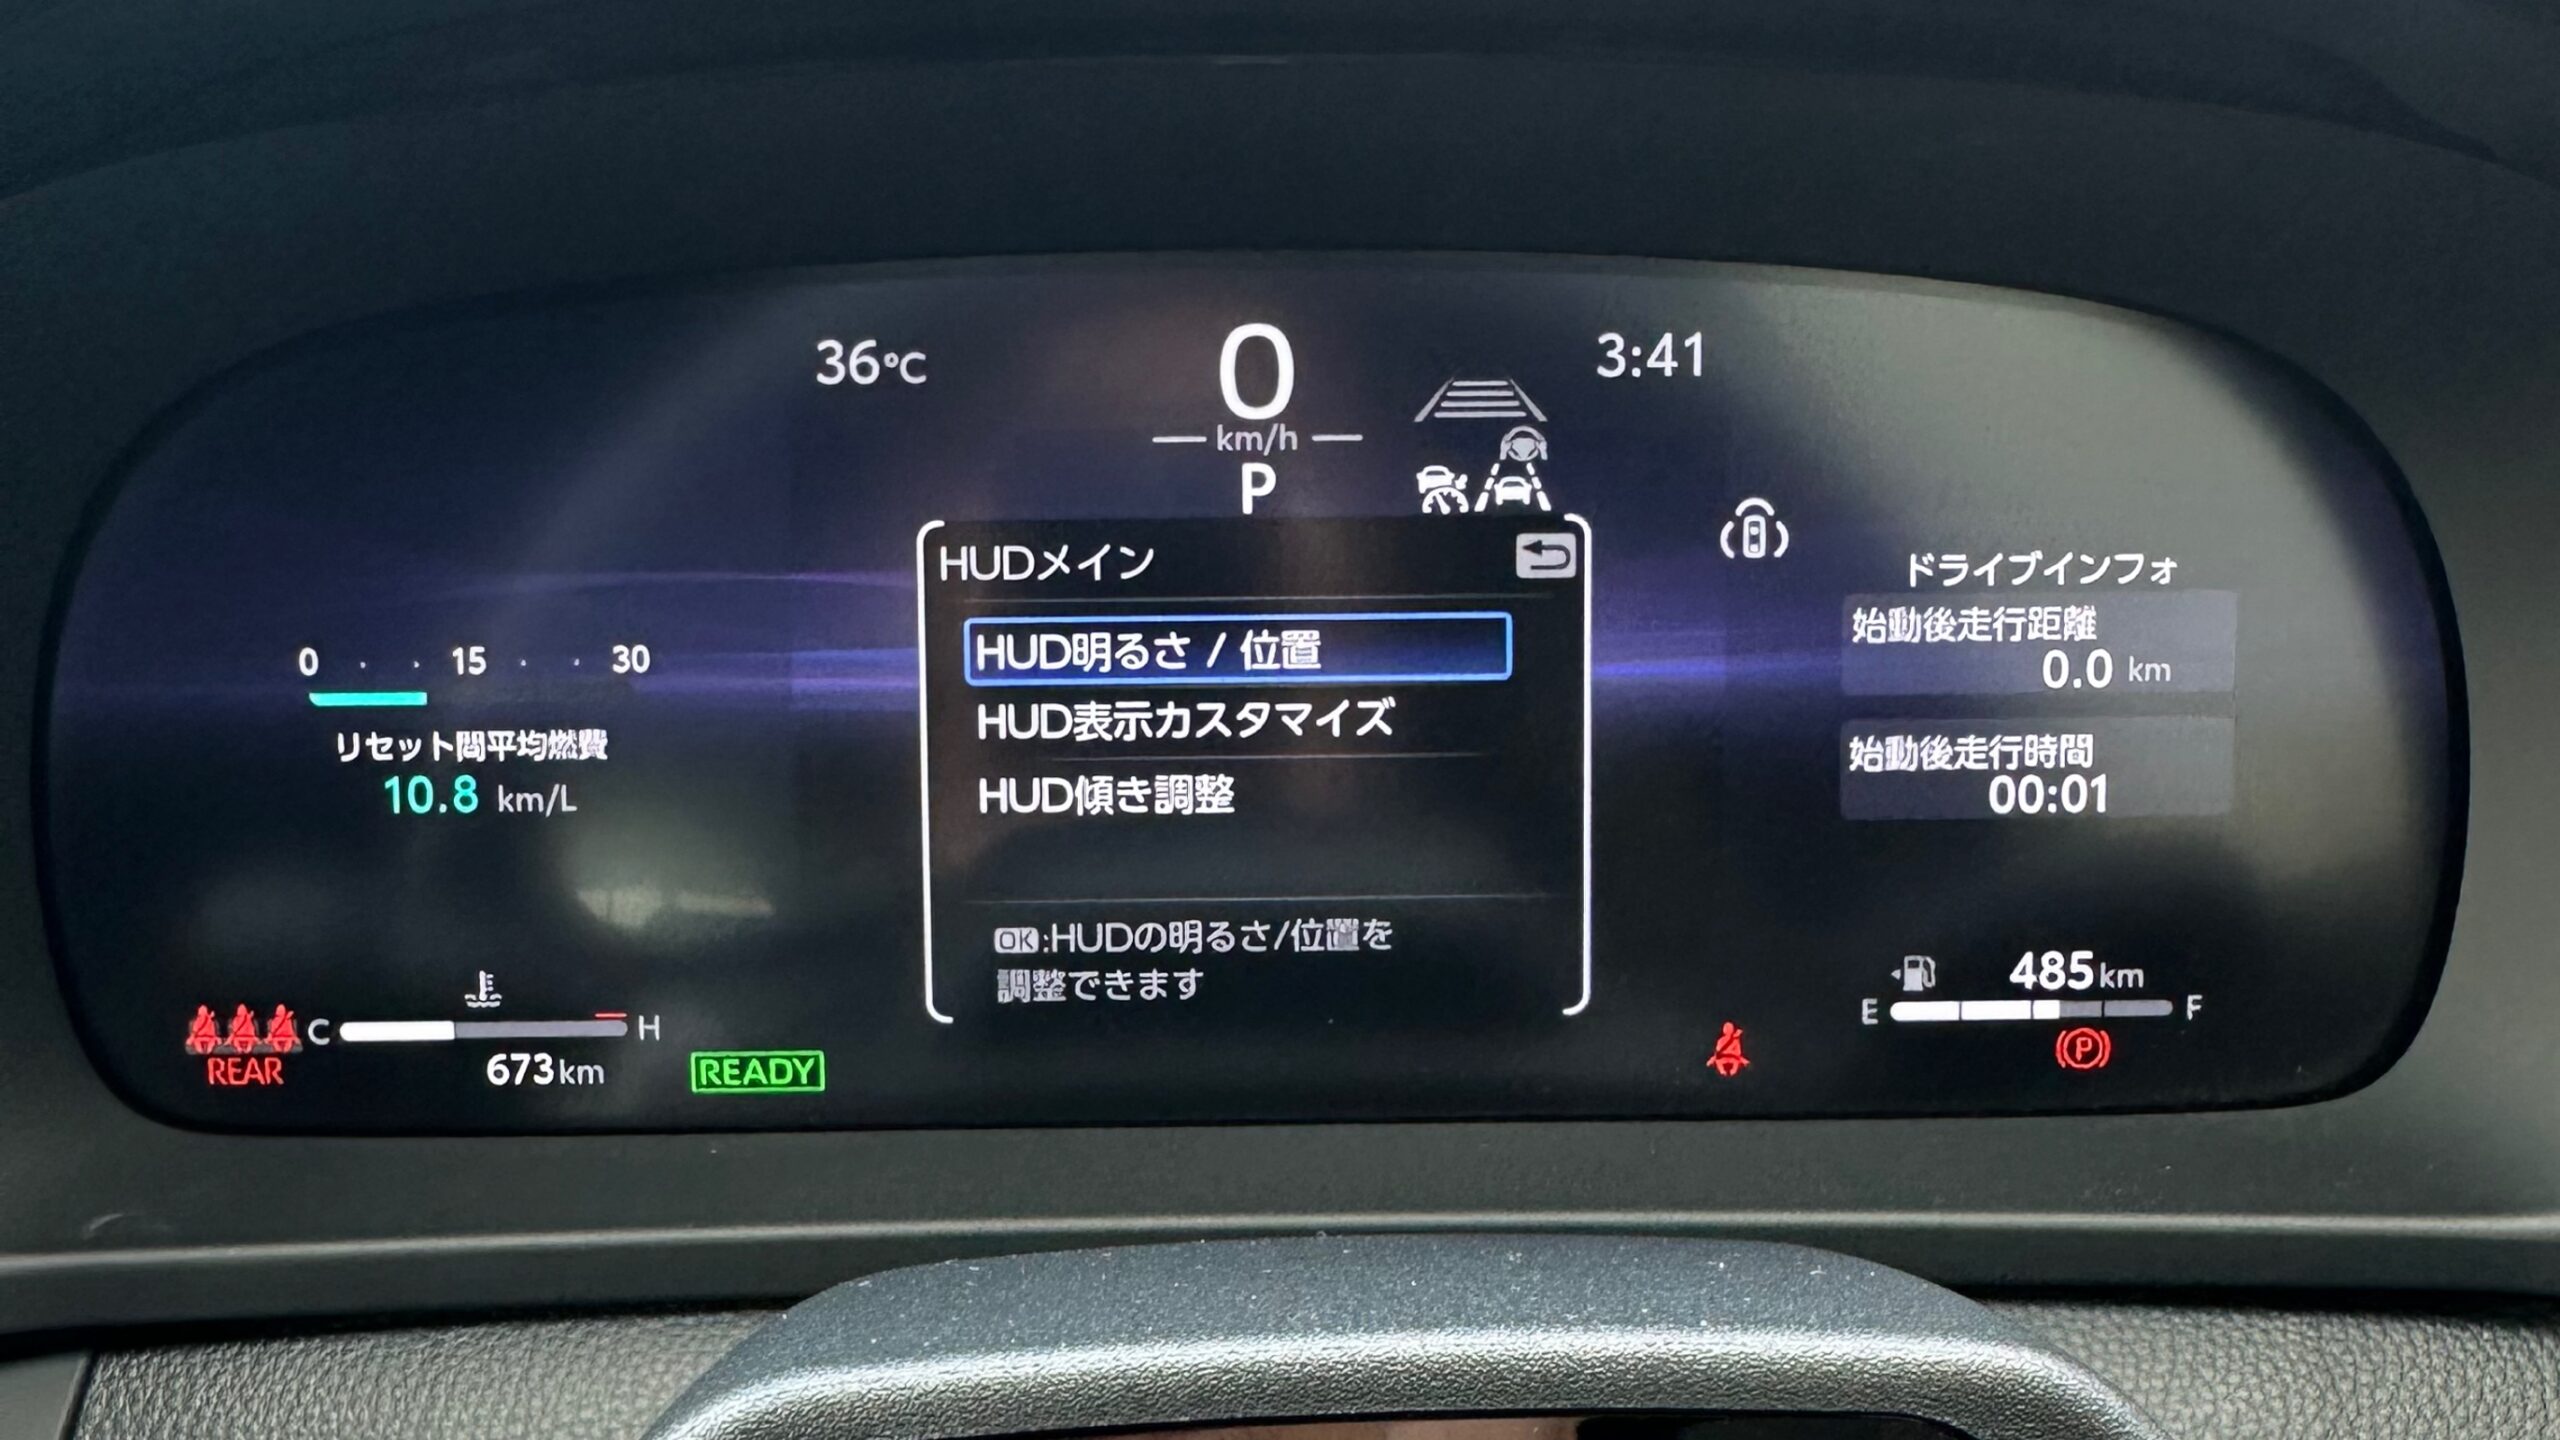 36℃
0
km/h
P
3:41
HUDメイン
HUD明るさ / 位置
HUD表示カスタマイズ
HUD傾き調整
OK:HUDの明るさ/位置を
調整できます
0 15 30
リセット間平均燃費
10.8 km/L
ドライブインフォ
始動後走行距離
0.0 km
始動後走行時間
00:01
REAR
C H
673km
READY
485km
E F
P